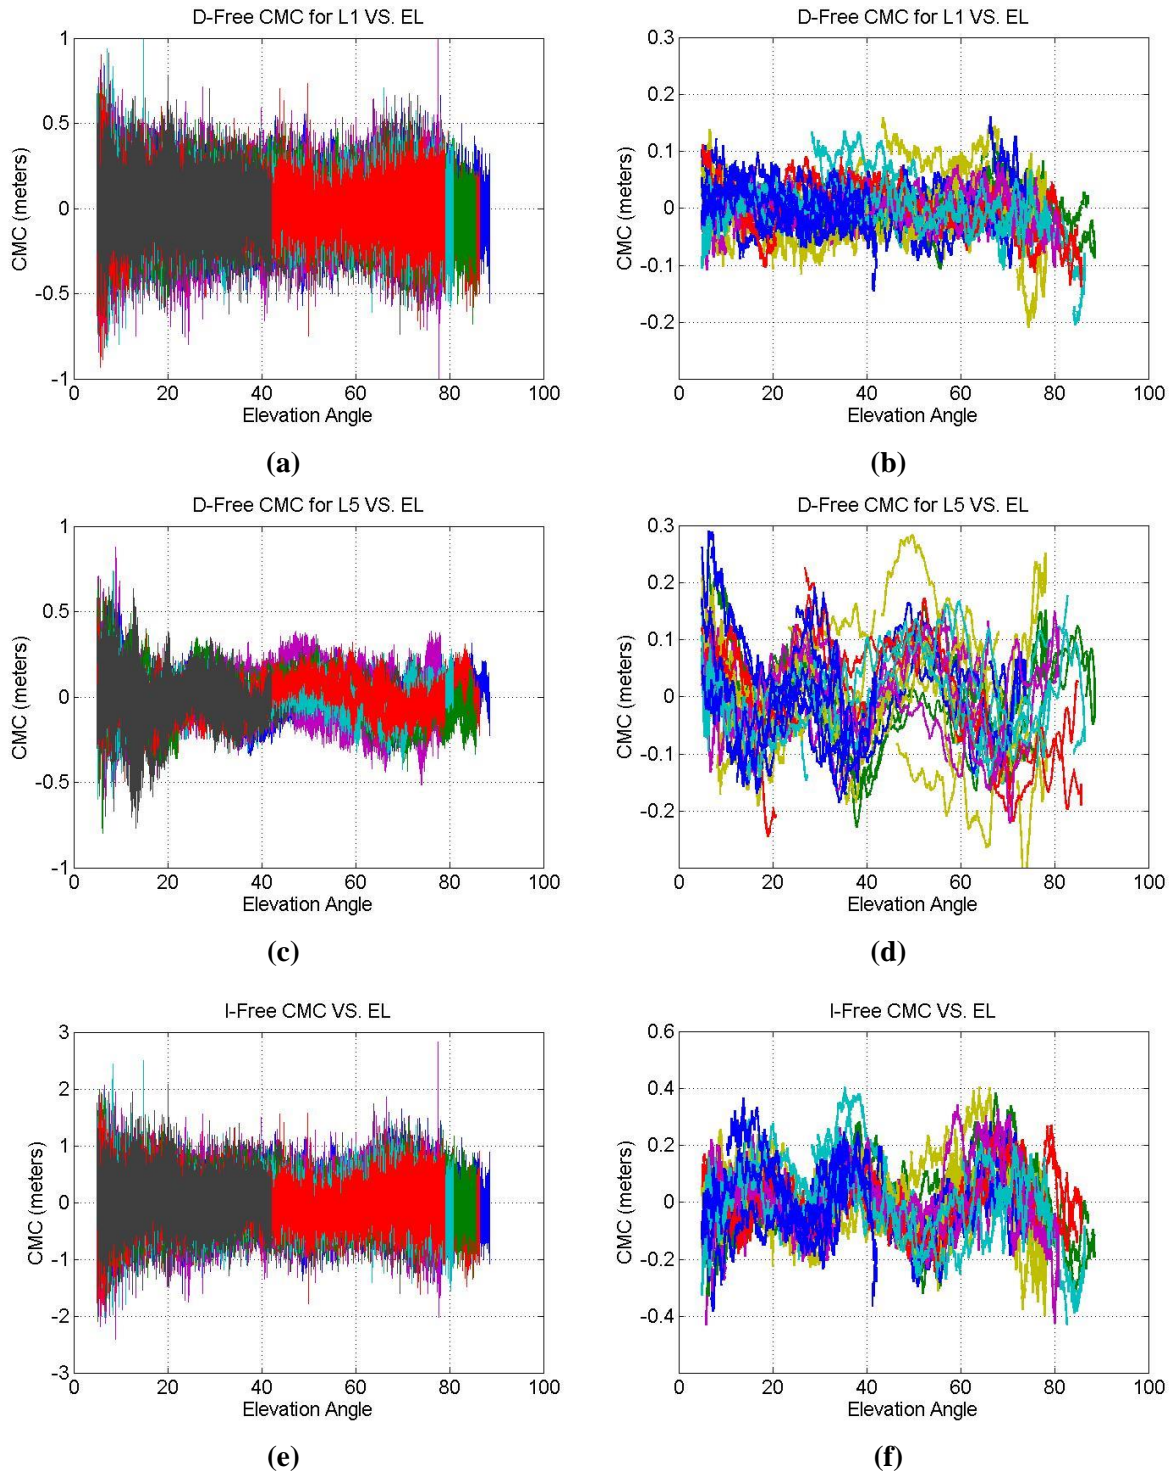 D-Free CMC for L1 VS. EL
1
0.5
0
-0.5
-1
CMC (meters)
0 20 40 60 80 100
Elevation Angle
(a)
D-Free CMC for L1 VS. EL
0.3
0.2
0.1
0
-0.1
-0.2
CMC (meters)
0 20 40 60 80 100
Elevation Angle
(b)
D-Free CMC for L5 VS. EL
1
0.5
0
-0.5
-1
CMC (meters)
0 20 40 60 80 100
Elevation Angle
(c)
D-Free CMC for L5 VS. EL
0.3
0.2
0.1
0
-0.1
-0.2
CMC (meters)
0 20 40 60 80 100
Elevation Angle
(d)
I-Free CMC VS. EL
3
2
1
0
-1
-2
-3
CMC (meters)
0 20 40 60 80 100
Elevation Angle
(e)
I-Free CMC VS. EL
0.6
0.4
0.2
0
-0.2
-0.4
CMC (meters)
0 20 40 60 80 100
Elevation Angle
(f)